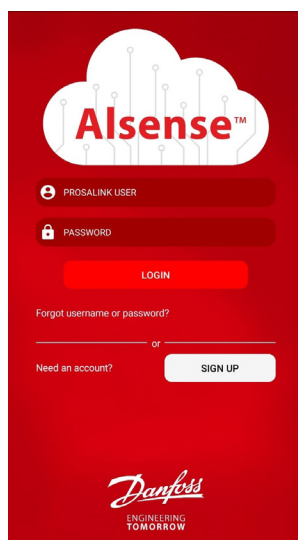 Alsense™
PROSALINK USER
PASSWORD
LOGIN
Forgot username or password?
or
Need an account?
SIGN UP
Danfoss
ENGINEERING
TOMORROW